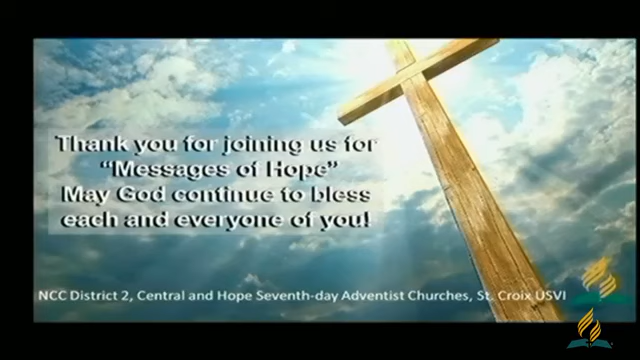 Thank you for joining us for
“Messages of Hope”
May God continue to bless
each and everyone of you!
NCC District 2, Central and Hope Seventh-day Adventist Churches, St. Croix USVI